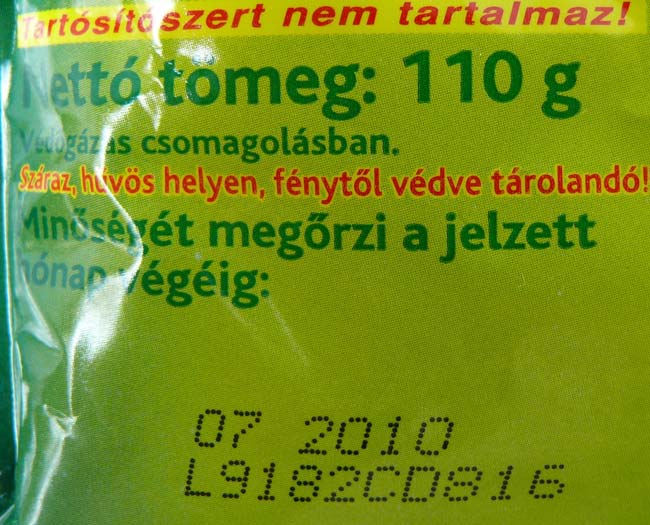 Tartósítószert nem tartalmaz!
Nettó tömeg: 110 g
Védőgázas csomagolásban.
Száraz, hűvös helyen, fénytől védve tárolandó!
Minőségét megőrzi a jelzett
hónap végéig:
07 2010
L9182CD816